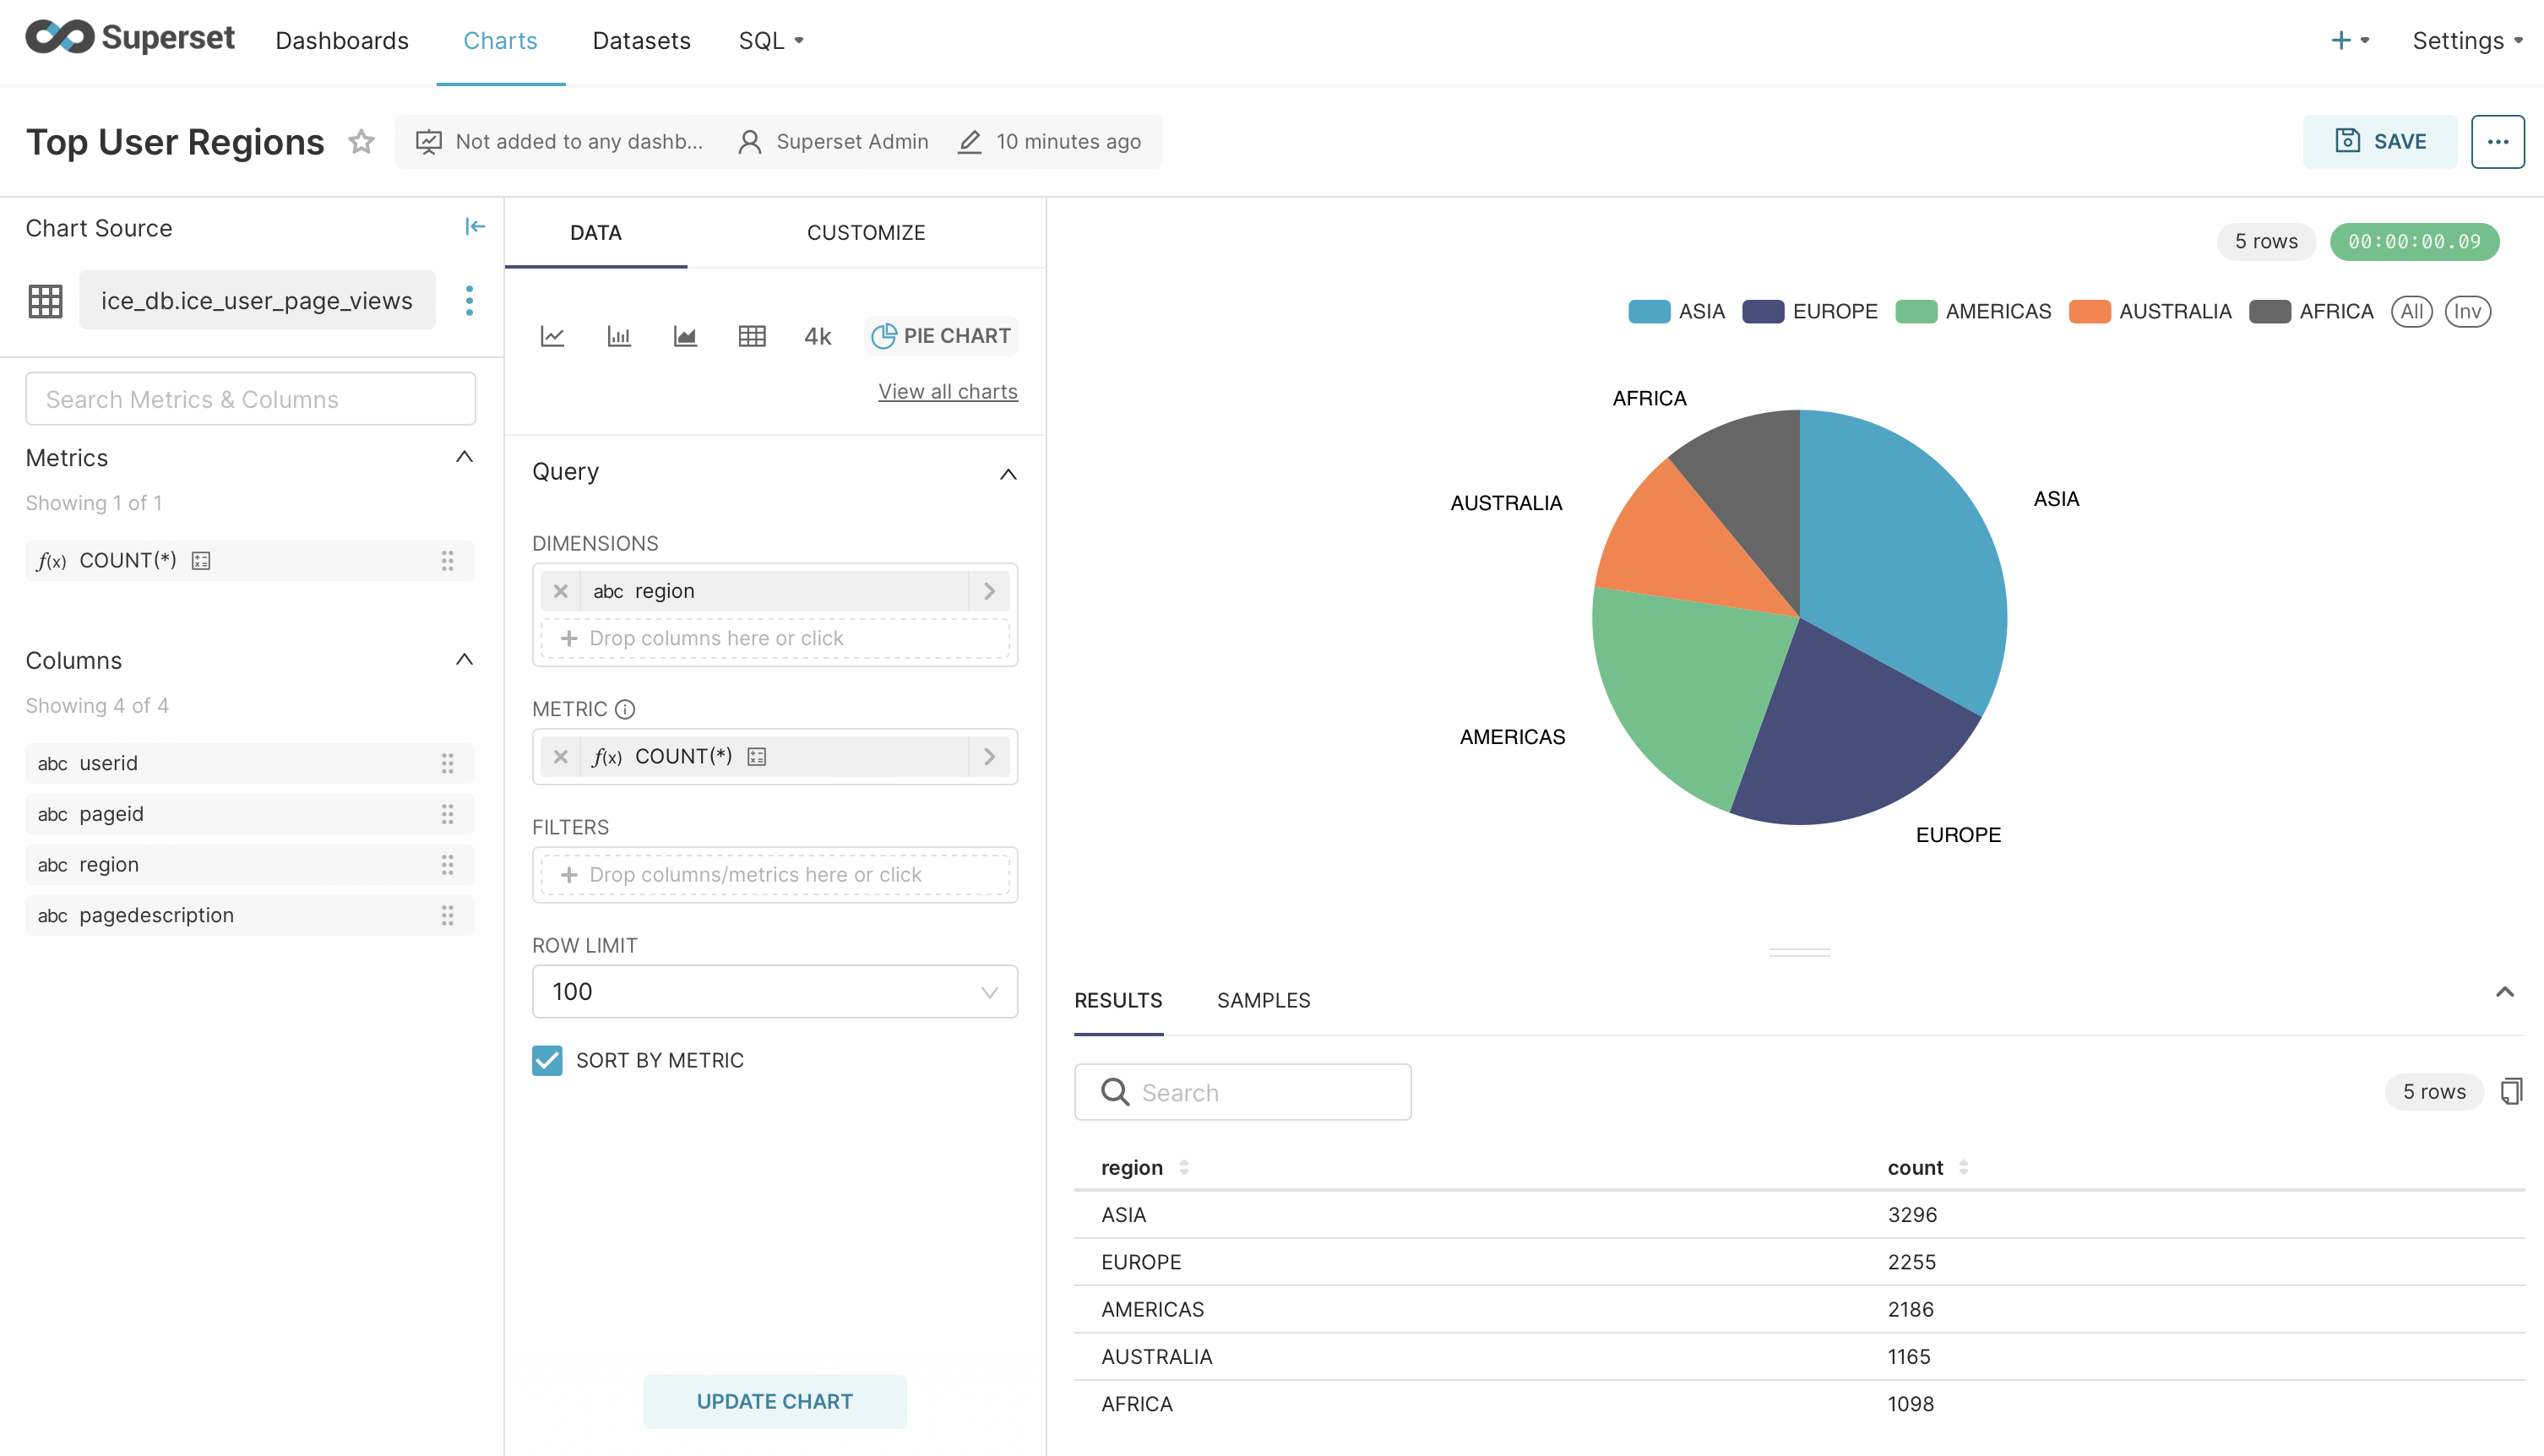 Superset Dashboards Charts Datasets SQL + Settings
Top User Regions Not added to any dashb... Superset Admin 10 minutes ago SAVE ...
Chart Source
ice_db.ice_user_page_views
Search Metrics & Columns
Metrics
Showing 1 of 1
f(x) COUNT(*)
Columns
Showing 4 of 4
abc userid
abc pageid
abc region
abc pagedescription
DATA CUSTOMIZE
4k PIE CHART
View all charts
Query
DIMENSIONS
abc region
+ Drop columns here or click
METRIC
f(x) COUNT(*)
FILTERS
+ Drop columns/metrics here or click
ROW LIMIT
100
SORT BY METRIC
UPDATE CHART
5 rows 00:00:00.09
ASIA EUROPE AMERICAS AUSTRALIA AFRICA All Inv
AFRICA
ASIA
AUSTRALIA
AMERICAS
EUROPE
RESULTS SAMPLES
Search
5 rows
region count
ASIA 3296
EUROPE 2255
AMERICAS 2186
AUSTRALIA 1165
AFRICA 1098